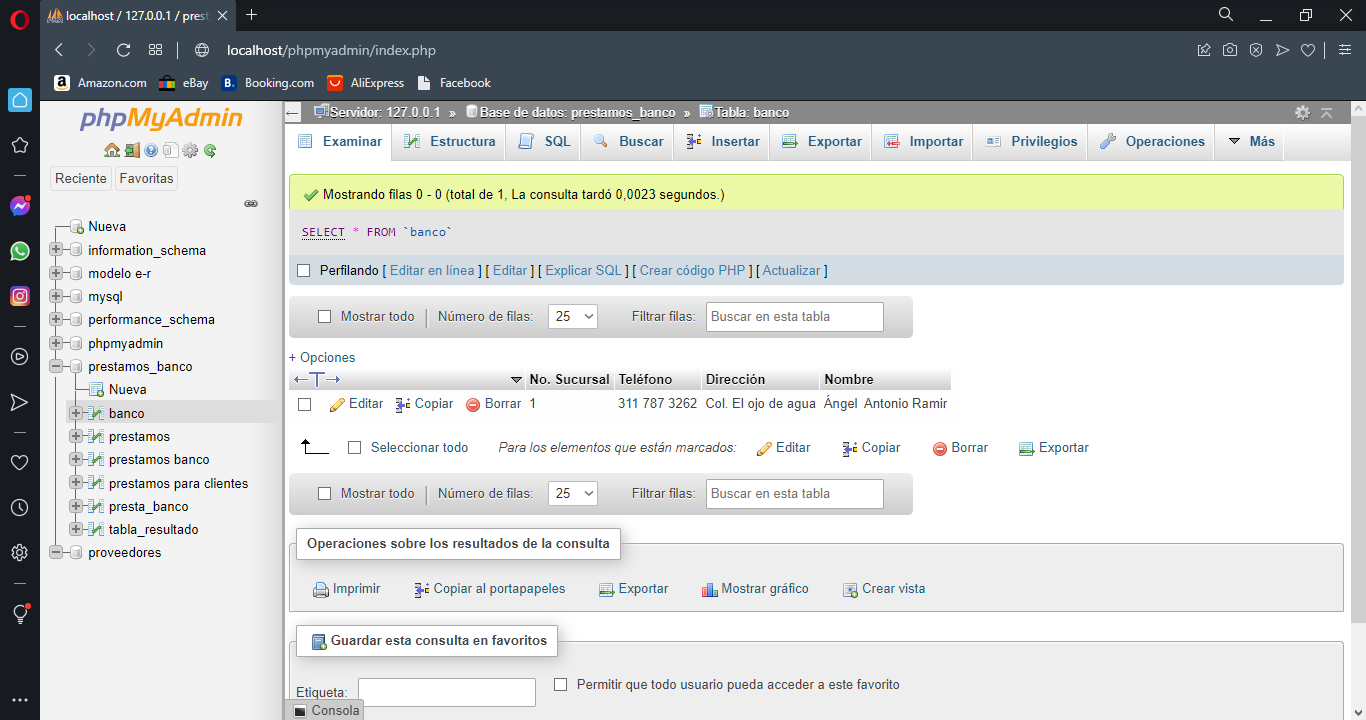 localhost / 127.0.0.1 / prest
localhost/phpmyadmin/index.php
Amazon.com eBay Booking.com AliExpress Facebook
phpMyAdmin
Reciente Favoritas
Nueva
information_schema
modelo e-r
mysql
performance_schema
phpmyadmin
prestamos_banco
Nueva
banco
prestamos
prestamos banco
prestamos para clientes
presta_banco
tabla_resultado
proveedores
Servidor: 127.0.0.1 » Base de datos: prestamos_banco » Tabla: banco
Examinar Estructura SQL Buscar Insertar Exportar Importar Privilegios Operaciones Más
Mostrando filas 0 - 0 (total de 1, La consulta tardó 0,0023 segundos.)
SELECT * FROM `banco`
Perfilando [ Editar en línea ] [ Editar ] [ Explicar SQL ] [ Crear código PHP ] [ Actualizar ]
Mostrar todo | Número de filas: 25 Filtrar filas: Buscar en esta tabla
+ Opciones
←T→ No. Sucursal Teléfono Dirección Nombre
Editar Copiar Borrar 1 311 787 3262 Col. El ojo de agua Ángel Antonio Ramir
Seleccionar todo Para los elementos que están marcados: Editar Copiar Borrar Exportar
Mostrar todo | Número de filas: 25 Filtrar filas: Buscar en esta tabla
Operaciones sobre los resultados de la consulta
Imprimir Copiar al portapapeles Exportar Mostrar gráfico Crear vista
Guardar esta consulta en favoritos
Etiqueta: Permitir que todo usuario pueda acceder a este favorito
Consola